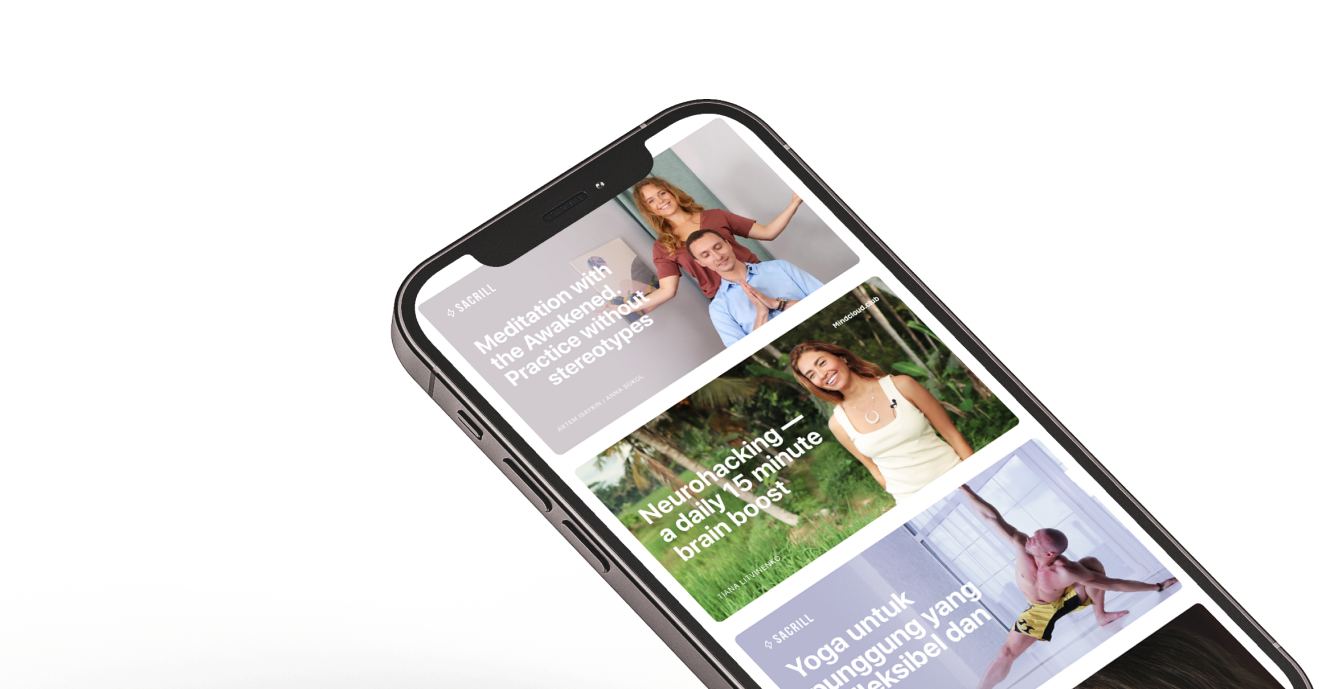 SACRILL
Meditation with
the Awakened.
Practice without
stereotypes
ARTEM ISAYKIN / ANNA SOKOL
Mindcloud.club
Neurohacking —
a daily 15 minute
brain boost
TIANA LITVINENKO
SACRILL
Yoga untuk
punggung yang
fleksibel dan